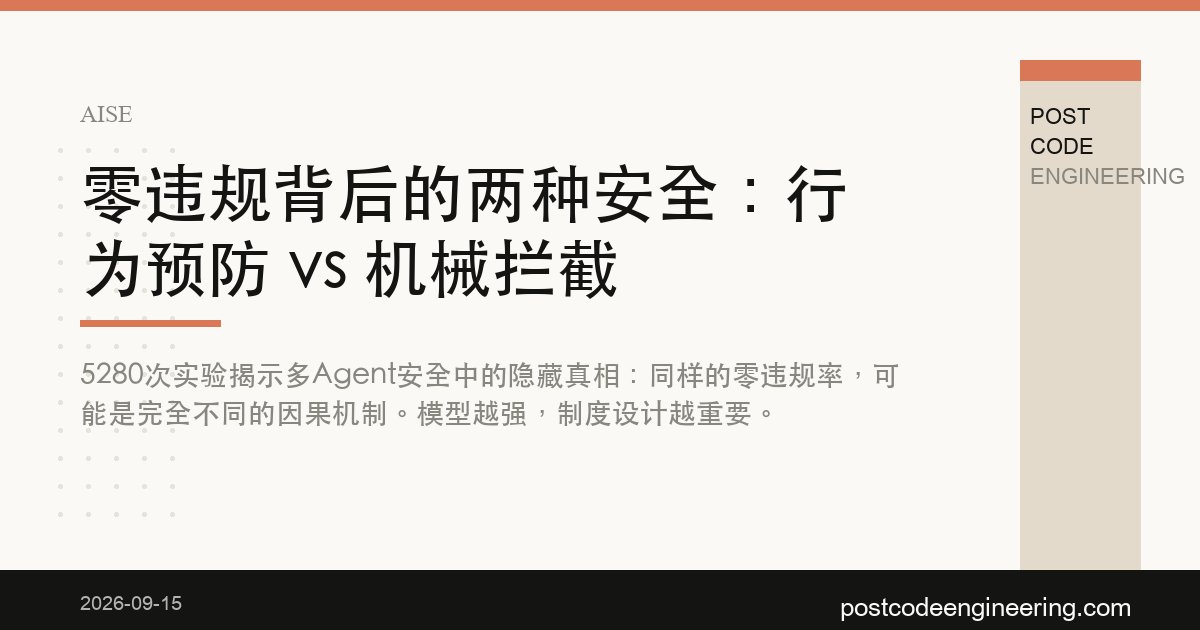 AISE
零违规背后的两种安全：行
为预防 vs 机械拦截
5280次实验揭示多Agent安全中的隐藏真相：同样的零违规率，可
能是完全不同的因果机制。模型越强，制度设计越重要。
POST
CODE
ENGINEERING
2026-09-15
postcodeengineering.com